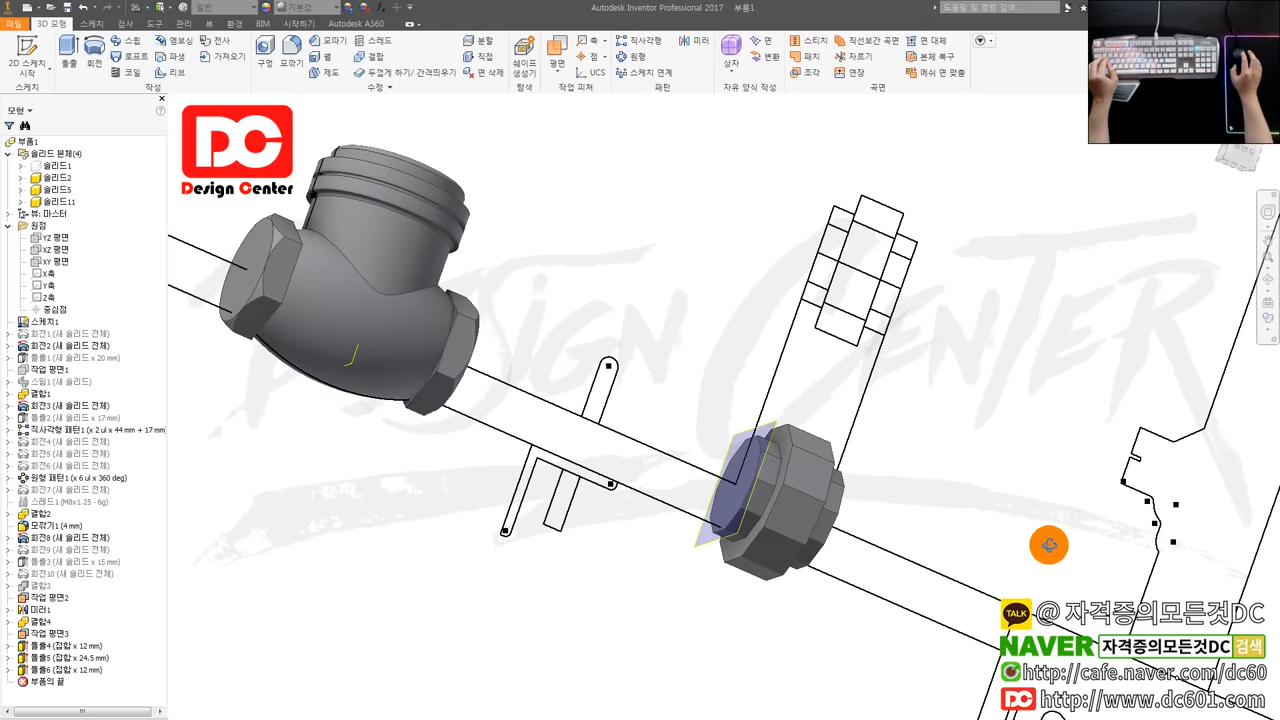 일반
기본값
Autodesk Inventor Professional 2017 부품1
도움말 및 명령 검색...
파일 3D 모형 스케치 검사 도구 관리 뷰 환경 BIM 시작하기 Autodesk A360
2D 스케치 시작
스케치
돌출
회전
스윕
엠보싱
전사
로프트
파생
가져오기
코일
리브
작성
구멍
모깎기
모따기
스레드
분할
쉘
결합
직접
제도
두껍게 하기/간격띄우기
삭제
수정
쉐이프 생성기
탐색
평면
축
점
UCS
작업 피쳐
직사각형
미러
원형
스케치 연계
패턴
상자
면
변환
자유 양식 작성
스티치
직선보간 곡면
면 대체
패치
자르기
본체 복구
조각
연장
메쉬 면 맞춤
곡면
모형
부품1
솔리드 본체(4)
솔리드1
솔리드2
솔리드5
솔리드11
뷰: 마스터
원점
YZ 평면
XZ 평면
XY 평면
X축
Y축
Z축
중심점
스케치1
회전1 (새 솔리드 전체)
회전2 (새 솔리드 전체)
돌출1 (새 솔리드 x 20 mm)
작업 평면1
스윕1 (새 솔리드)
결합1
회전3 (새 솔리드 전체)
돌출2 (새 솔리드 x 17 mm)
직사각형 패턴1 (x 2 ul x 44 mm + 17 mm)
회전4 (새 솔리드 전체)
회전5 (새 솔리드 전체)
회전6 (새 솔리드 전체)
원형 패턴1 (x 6 ul x 360 deg)
회전7 (새 솔리드 전체)
스레드1 (M8x1.25 - 6g)
결합2
모깎기1 (4 mm)
회전8 (새 솔리드 전체)
회전9 (새 솔리드 전체)
돌출3 (새 솔리드 x 15 mm)
회전10 (새 솔리드 전체)
결합3
작업 평면2
미러1
결합4
작업 평면3
돌출4 (접합 x 12 mm)
돌출5 (접합 x 24.5 mm)
돌출6 (접합 x 12 mm)
부품의 끝
DC
Design Center
DESIGN CENTER
TALK @ 자격증의모든것DC
NAVER 자격증의모든것DC 검색
http://cafe.naver.com/dc60
DC http://www.dc601.com